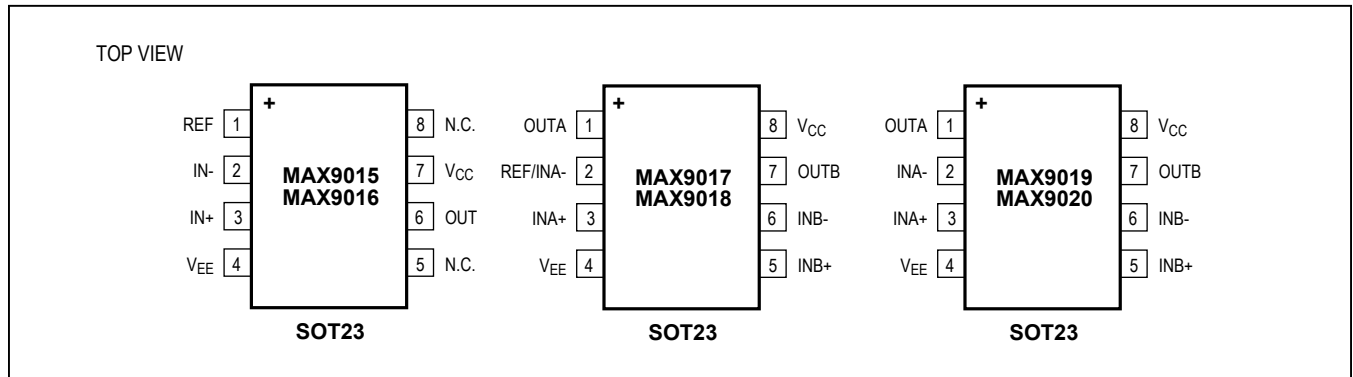 TOP VIEW
+
REF 1
IN- 2
IN+ 3
VEE 4
8 N.C.
7 VCC
6 OUT
5 N.C.
MAX9015
MAX9016
SOT23
+
OUTA 1
REF/INA- 2
INA+ 3
VEE 4
8 VCC
7 OUTB
6 INB-
5 INB+
MAX9017
MAX9018
SOT23
+
OUTA 1
INA- 2
INA+ 3
VEE 4
8 VCC
7 OUTB
6 INB-
5 INB+
MAX9019
MAX9020
SOT23